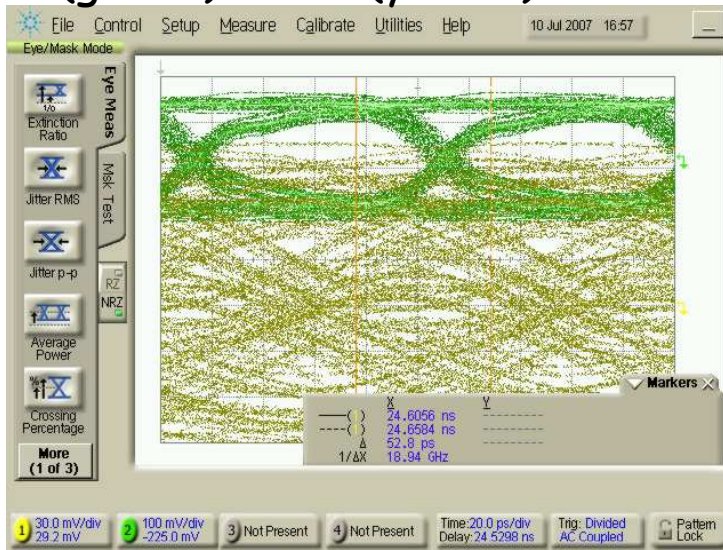 File Control Setup Measure Calibrate Utilities Help 10 Jul 2007 16:57
Eye/Mask Mode
Eye Meas
Msk Test
1/0
Extinction
Ratio
Jitter RMS
Jitter p-p
RZ
NRZ
Average
Power
%
Crossing
Percentage
More
(1 of 3)
Markers
X Y
——( ) 24.6056 ns ---------
----( ) 24.6584 ns ---------
Δ 52.8 ps ---------
1/ΔX 18.94 GHz
1 30.0 mV/div
29.2 mV
2 100 mV/div
-225.0 mV
3 Not Present
4 Not Present
Time:20.0 ps/div
Delay:24.5298 ns
Trig: Divided
AC Coupled
Pattern
Lock